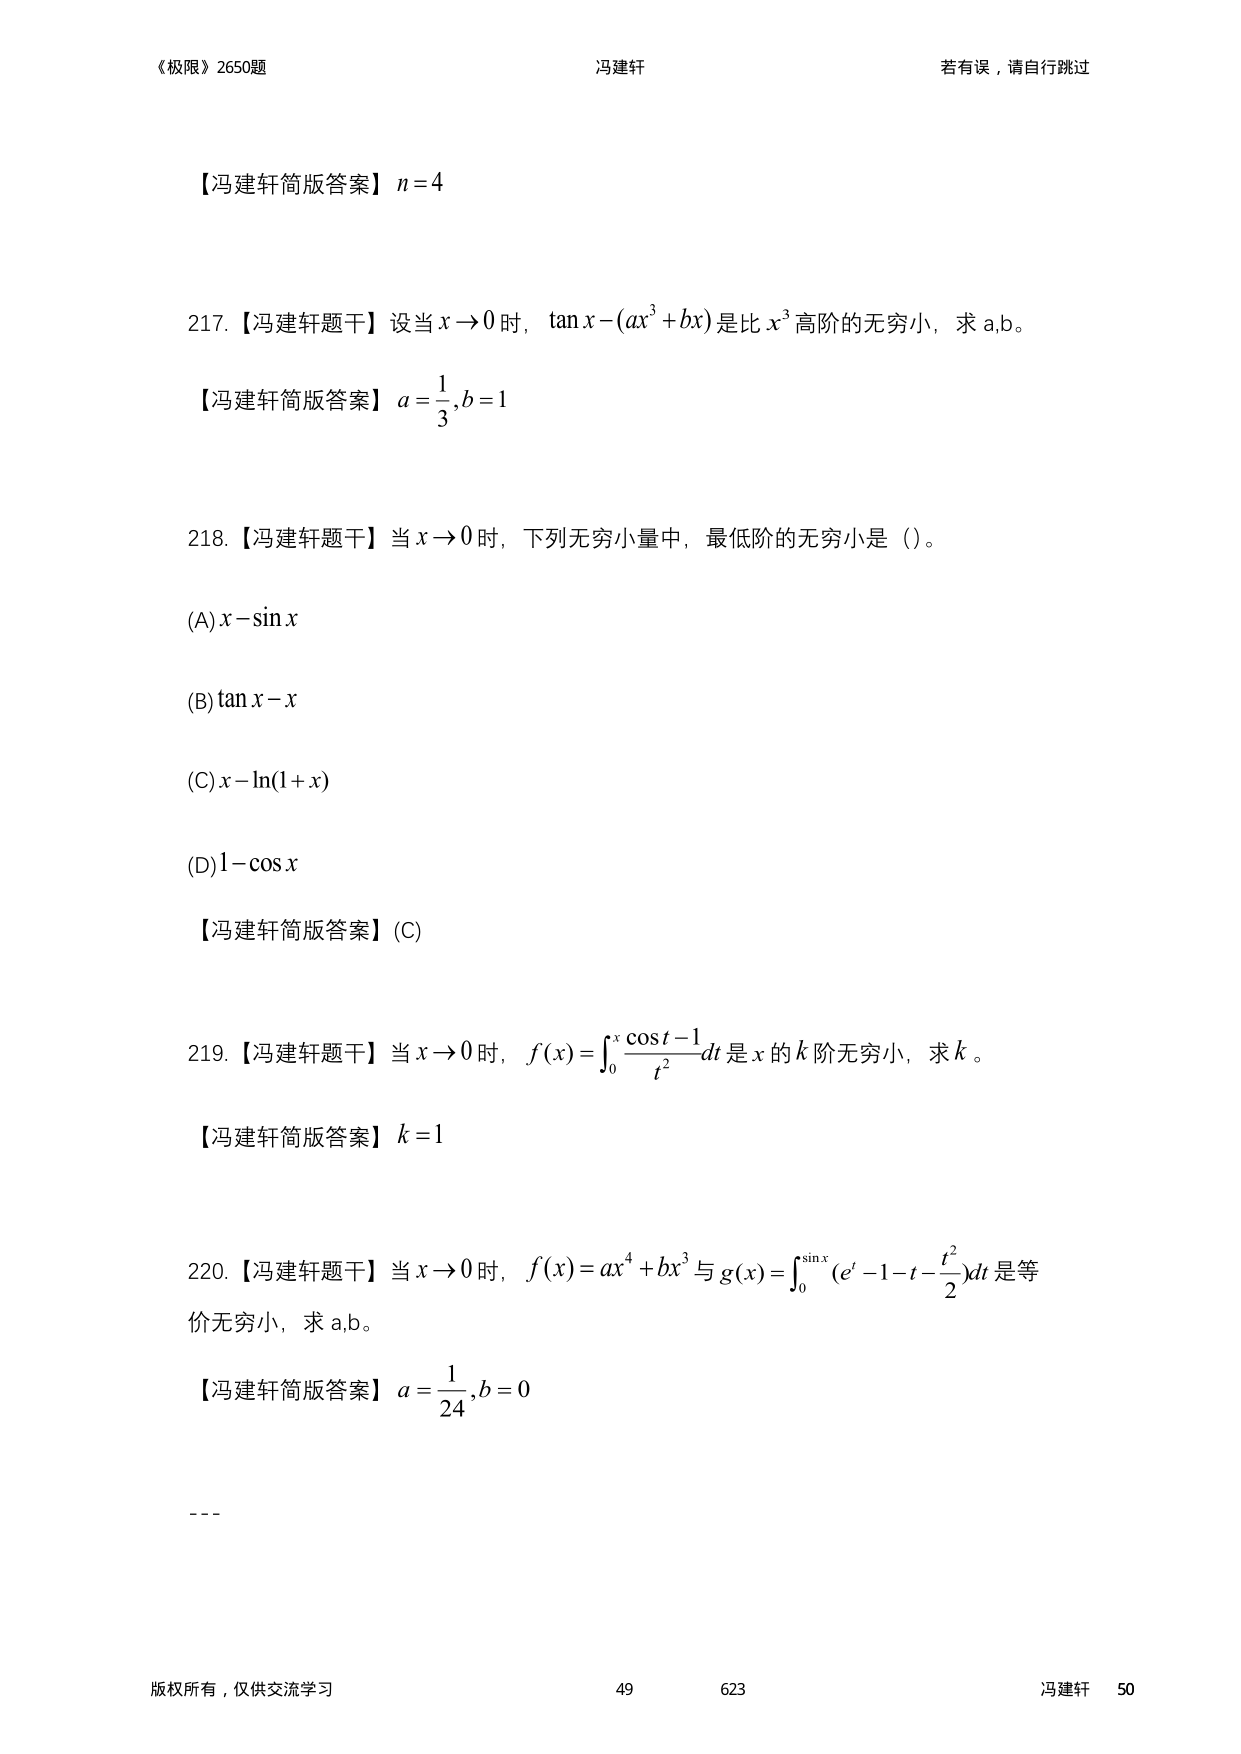 《极限》2650题 冯建轩 若有误，请自行跳过
【冯建轩简版答案】 n = 4
217.【冯建轩题干】设当 x → 0 时， tan x − (ax³ + bx) 是比 x³ 高阶的无穷小，求 a,b。
【冯建轩简版答案】 a = 1/3, b = 1
218.【冯建轩题干】当 x → 0 时，下列无穷小量中，最低阶的无穷小是（）。
(A) x − sin x
(B) tan x − x
(C) x − ln(1 + x)
(D) 1 − cos x
【冯建轩简版答案】(C)
219.【冯建轩题干】当 x → 0 时， f(x) = ∫₀ˣ (cos t − 1)/t² dt 是 x 的 k 阶无穷小，求 k 。
【冯建轩简版答案】 k = 1
220.【冯建轩题干】当 x → 0 时， f(x) = ax⁴ + bx³ 与 g(x) = ∫₀^{sin x} (e^t − 1 − t − t²/2)dt 是等
价无穷小，求 a,b。
【冯建轩简版答案】 a = 1/24, b = 0
---
版权所有，仅供交流学习 49 623 冯建轩 50